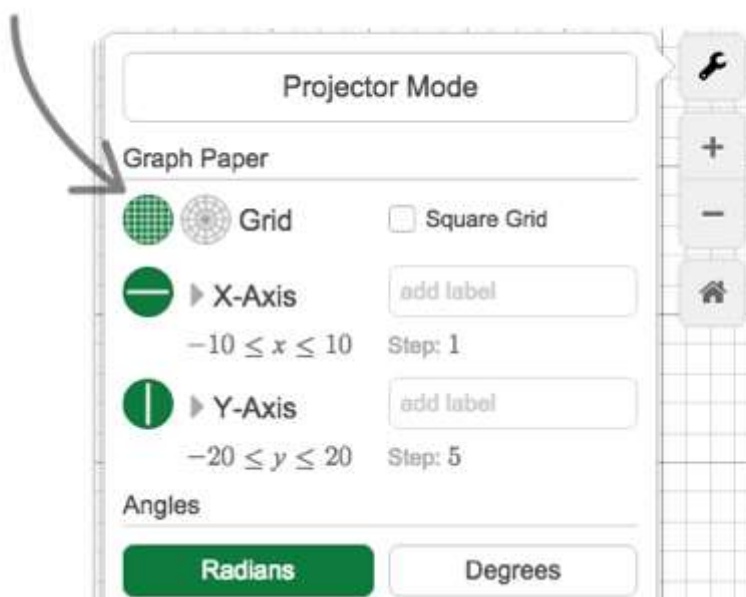 Projector Mode
Graph Paper
Grid Square Grid
X-Axis add label
−10 ≤ x ≤ 10 Step: 1
Y-Axis add label
−20 ≤ y ≤ 20 Step: 5
Angles
Radians Degrees